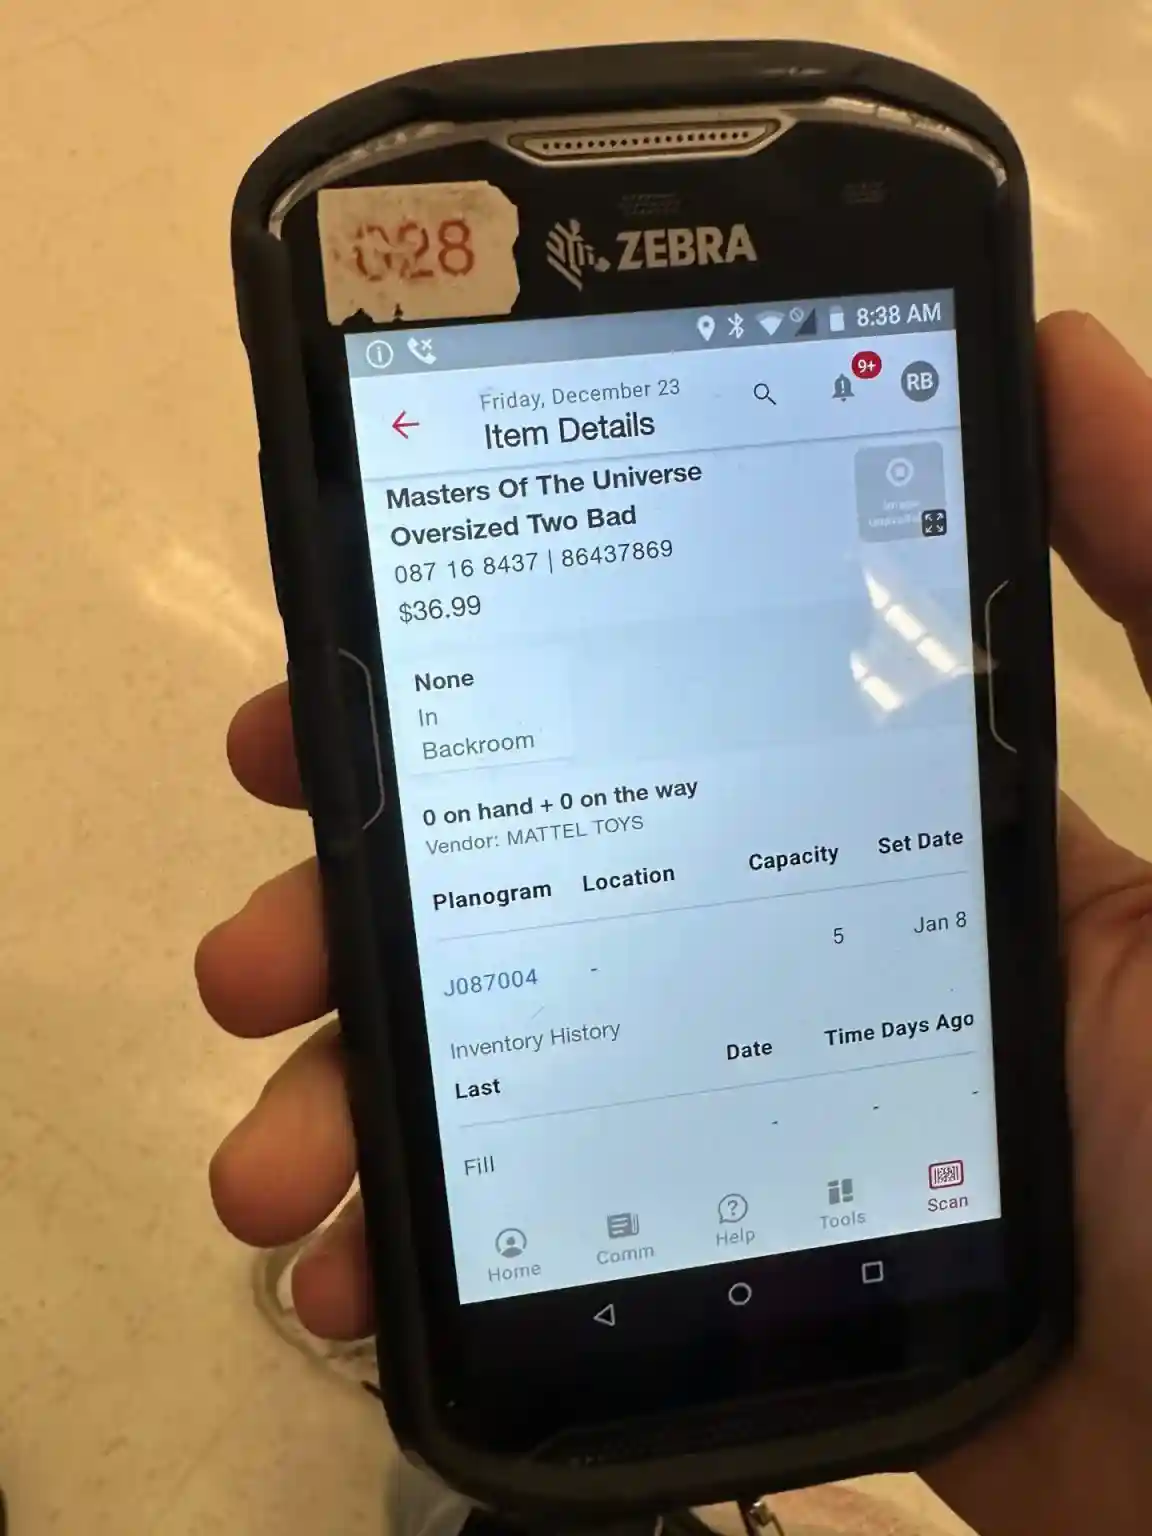 028
ZEBRA
8:38 AM
Friday, December 23
9+
RB
Item Details
Masters Of The Universe
Oversized Two Bad
087 16 8437 | 86437869
$36.99
Image
None
In
Backroom
0 on hand + 0 on the way
Vendor: MATTEL TOYS
Planogram Location Capacity Set Date
J087004 - 5 Jan 8
Inventory History
Last Date Time Days Ago
Fill - - -
Home Comm Help Tools Scan